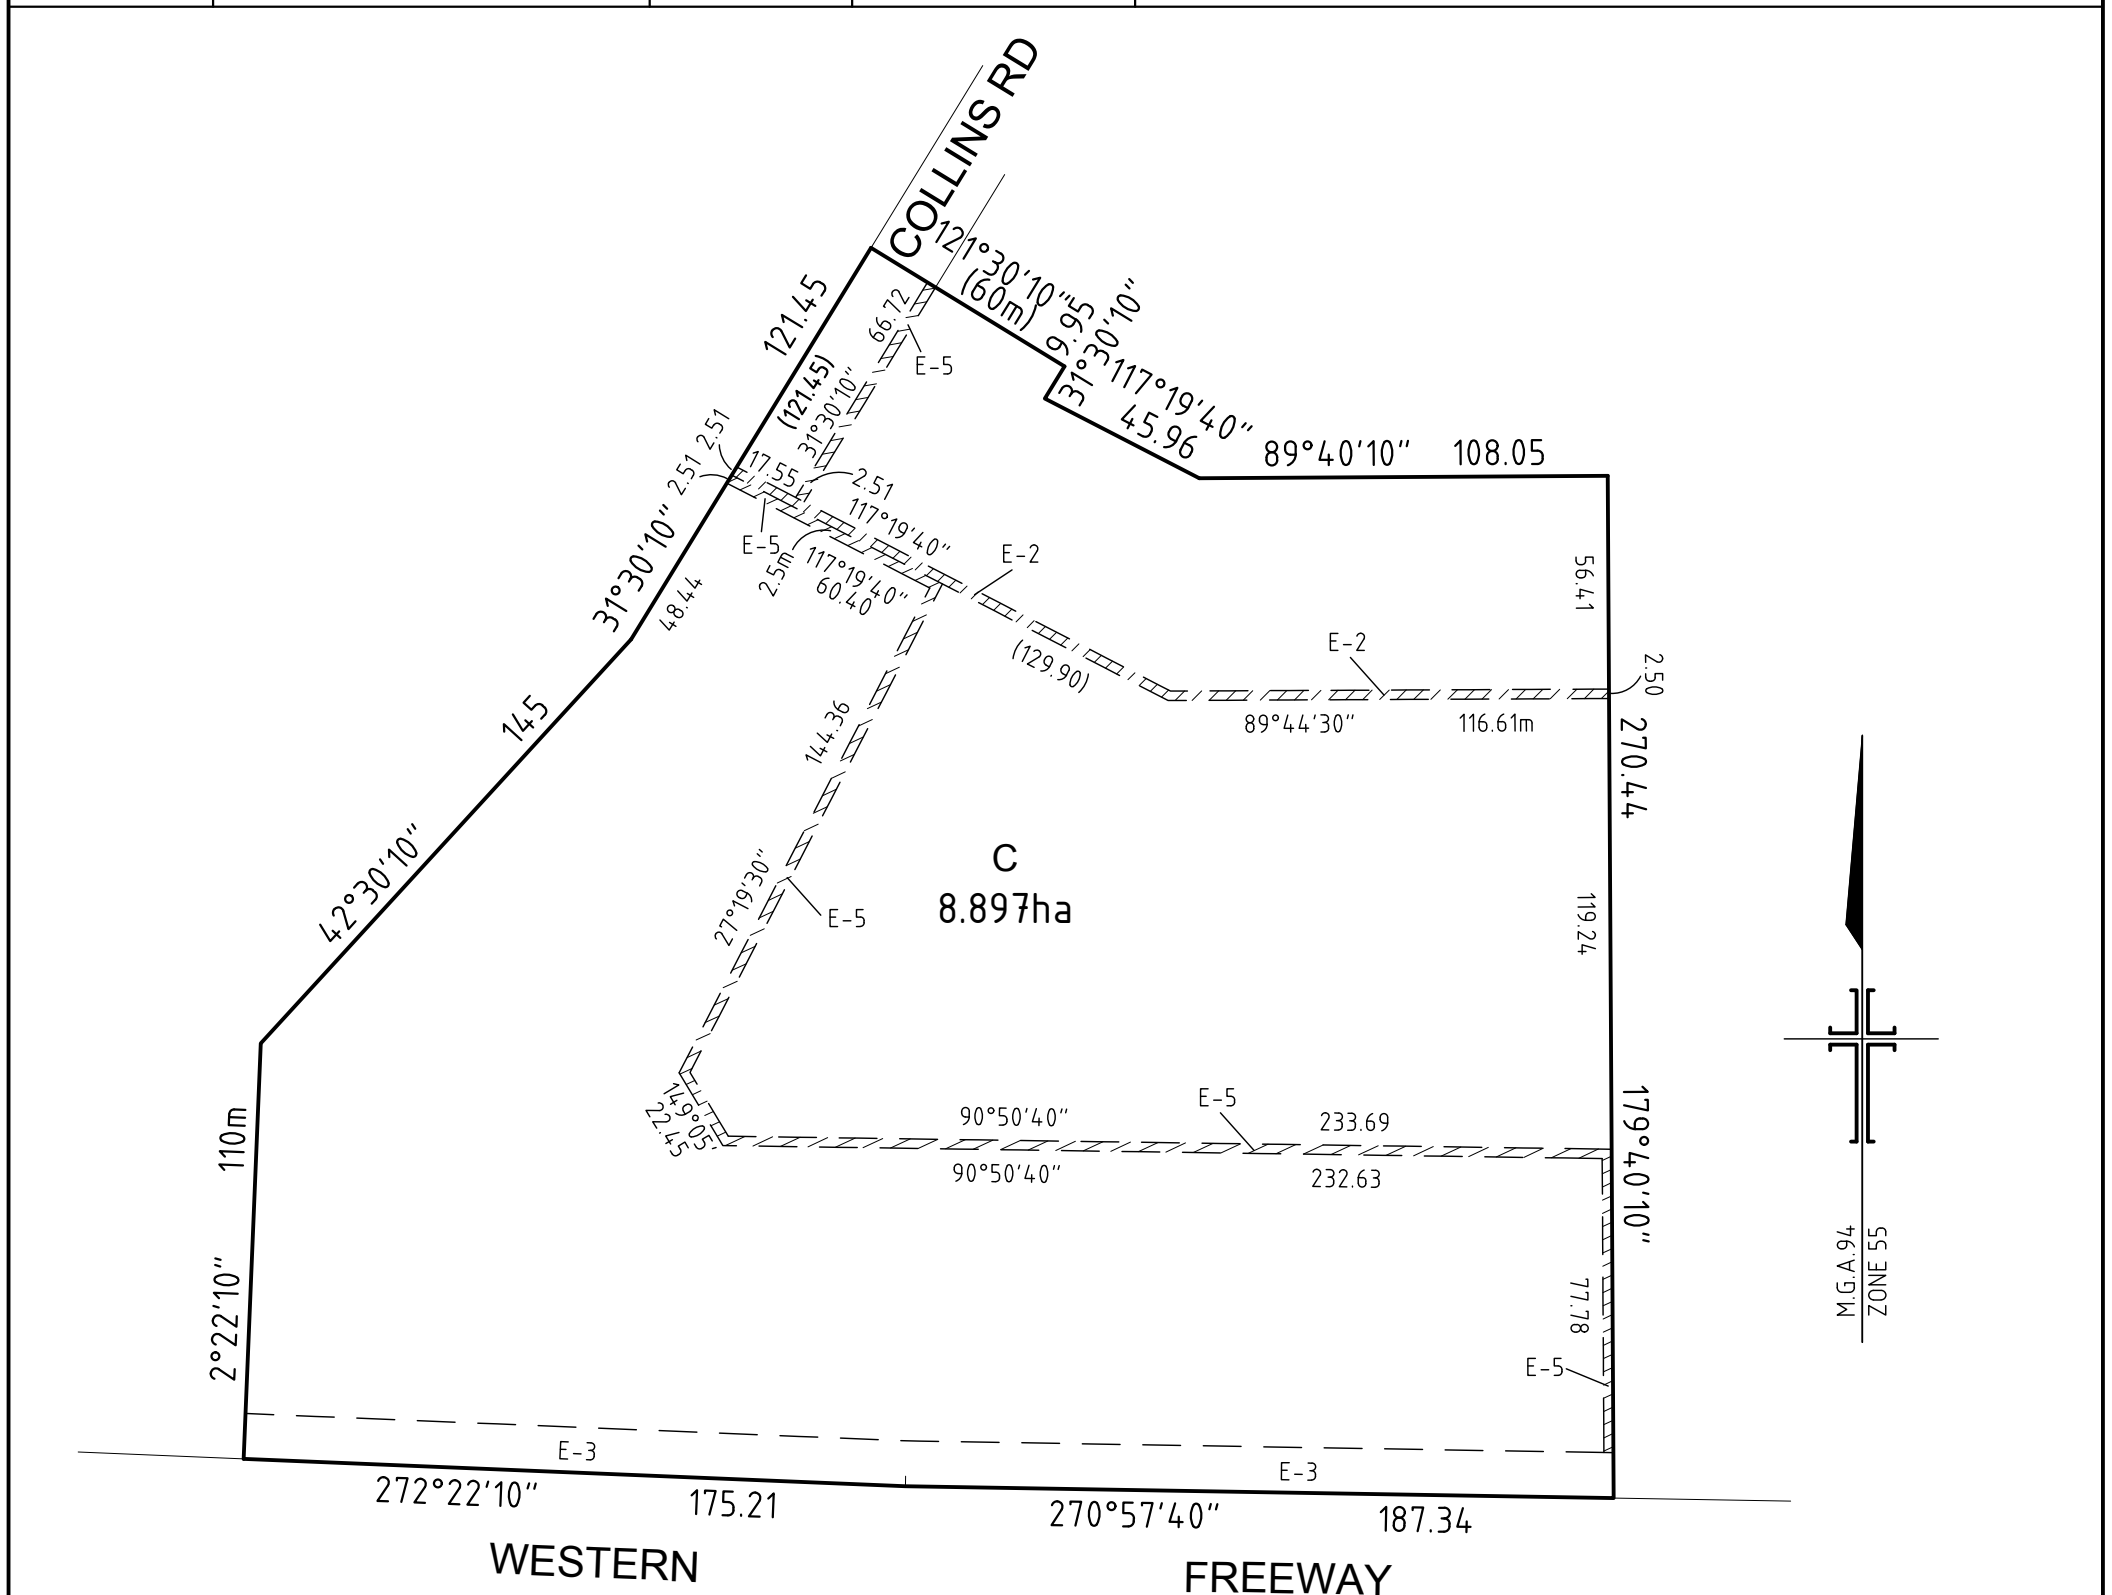 COLLINS RD
121°30'10"
(60m)
9.95
31°30'10"
117°19'40"
45.96
89°40'10" 108.05
121.45
66.72
E-5
(121.45)
31°30'10"
2.51
2.51
17.55
2.51
117°19'40"
E-5
2.5m
117°19'40"
60.40
E-2
31°30'10"
48.44
56.41
E-2
2.50
(129.90)
89°44'30" 116.61m
270.44
145
144.36
42°30'10"
27°19'30"
E-5
C
8.897ha
119.24
179°40'10"
110m
149°05'
22.45
90°50'40" E-5 233.69
90°50'40" 232.63
2°22'10"
77.78
E-5
M.G.A.94
ZONE 55
E-3
E-3
272°22'10" 175.21
270°57'40" 187.34
WESTERN FREEWAY